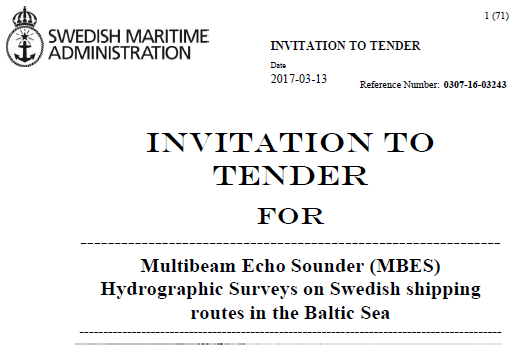 1 (71)
SWEDISH MARITIME
ADMINISTRATION
INVITATION TO TENDER
Date
2017-03-13
Reference Number: 0307-16-03243
INVITATION TO
TENDER
FOR
Multibeam Echo Sounder (MBES)
Hydrographic Surveys on Swedish shipping
routes in the Baltic Sea